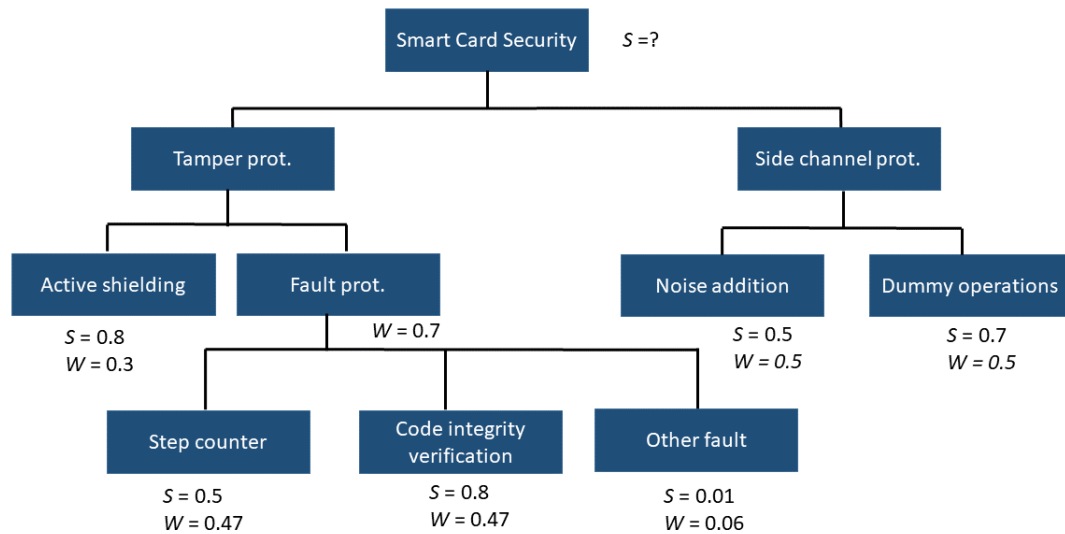 Smart Card Security
S =?
Tamper prot.
Side channel prot.
Active shielding
Fault prot.
Noise addition
Dummy operations
S = 0.8
W = 0.3
W = 0.7
S = 0.5
W = 0.5
S = 0.7
W = 0.5
Step counter
Code integrity
verification
Other fault
S = 0.5
W = 0.47
S = 0.8
W = 0.47
S = 0.01
W = 0.06